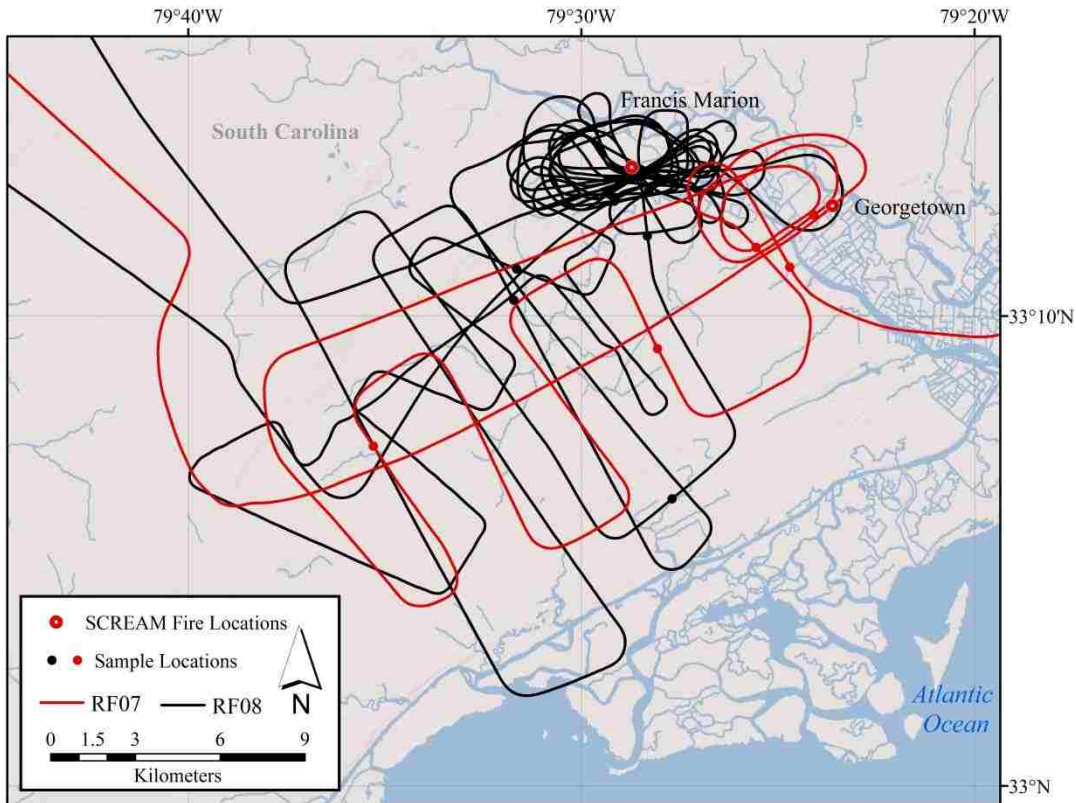 79°40'W
79°30'W
79°20'W
Francis Marion
South Carolina
Georgetown
33°10'N
SCREAM Fire Locations
Sample Locations
N
RF07
RF08
0 1.5 3 6 9
Kilometers
Atlantic
Ocean
33°N